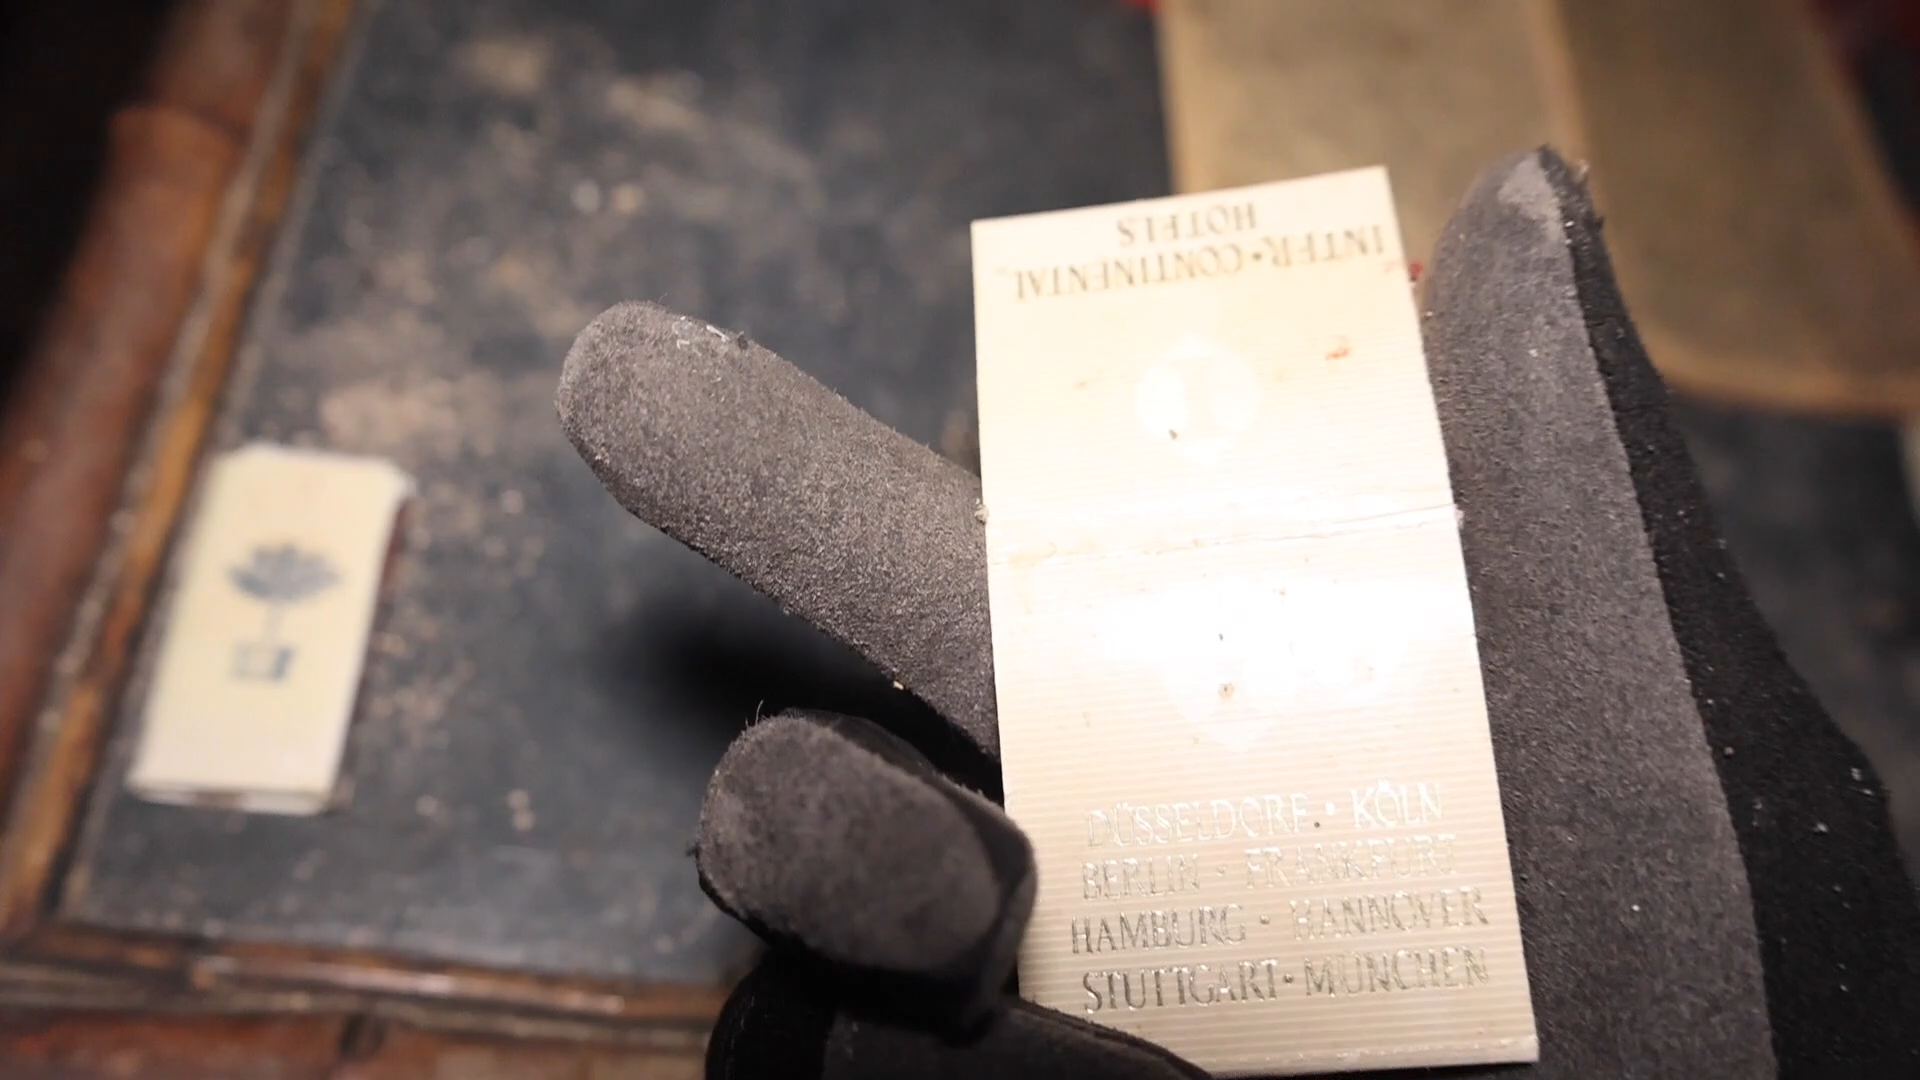 INTER•CONTINENTAL
HOTELS
DÜSSELDORF • KÖLN
BERLIN • FRANKFURT
HAMBURG • HANNOVER
STUTTGART • MÜNCHEN